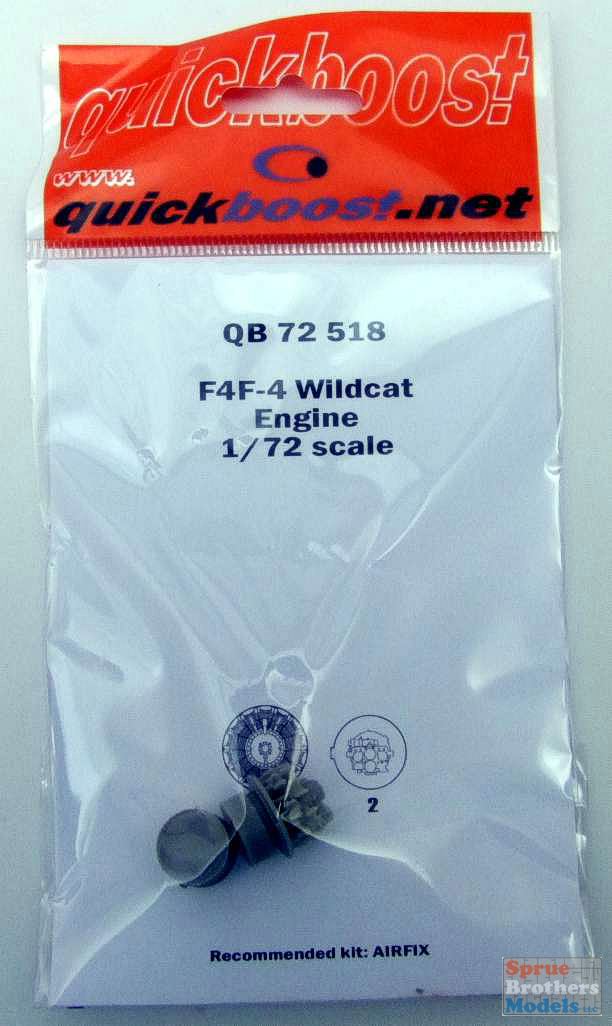 quickboost
www.
quickboost.net
QB 72 518
F4F-4 Wildcat
Engine
1/72 scale
2
Recommended kit: AIRFIX
Sprue
Brothers
Models LLC